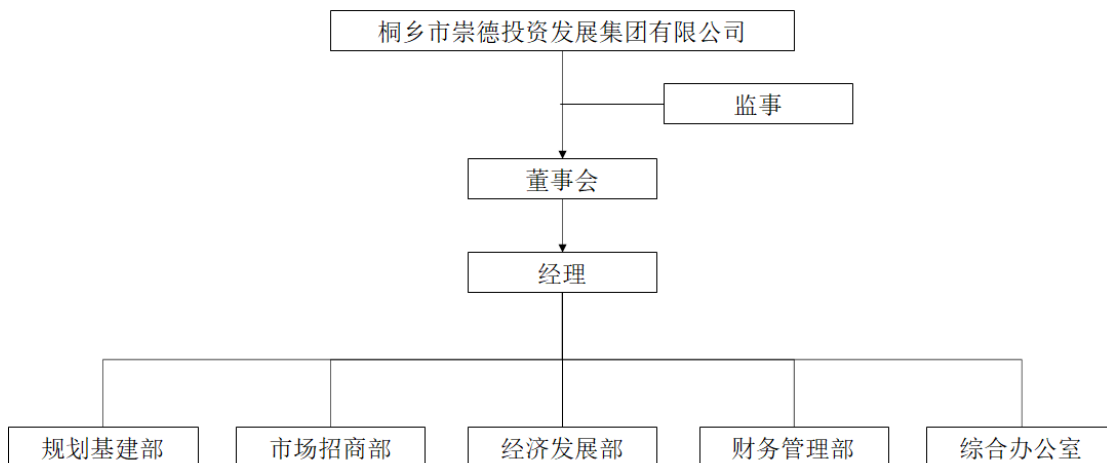 桐乡市崇德投资发展集团有限公司
监事
董事会
经理
规划基建部
市场招商部
经济发展部
财务管理部
综合办公室